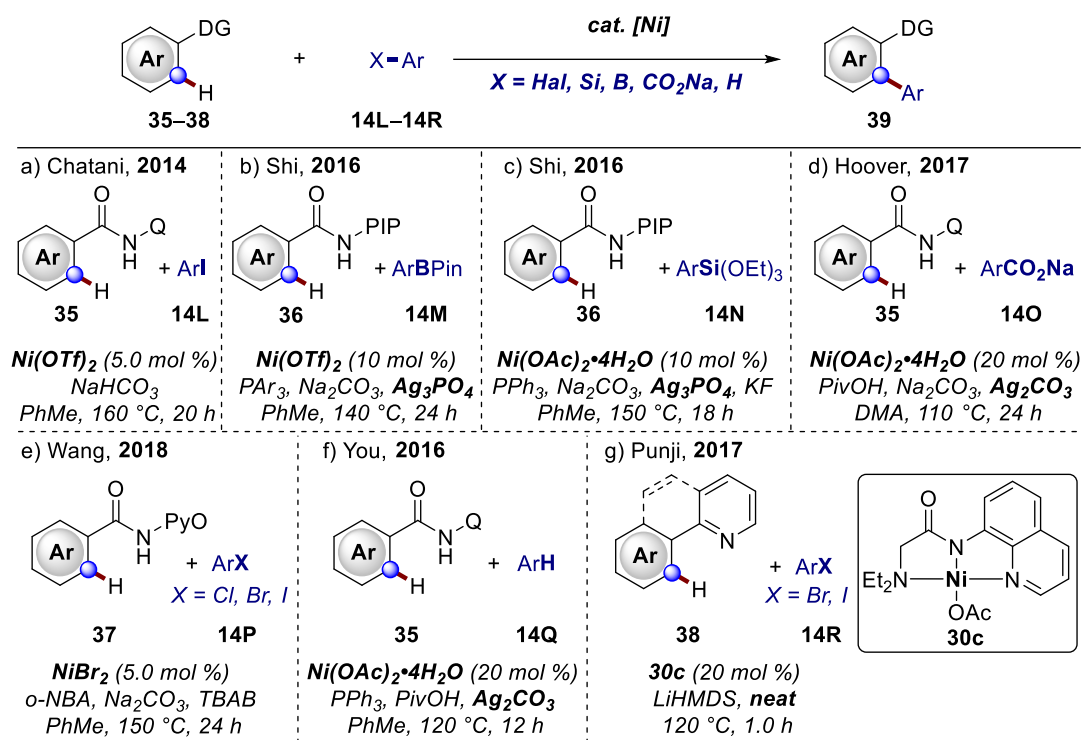 DG
Ar
H
35–38
+
X–Ar
14L–14R
cat. [Ni]
X = Hal, Si, B, CO2Na, H
DG
Ar
Ar
39
a) Chatani, 2014
O
Q
N
H
Ar
H
+ ArI
35
14L
Ni(OTf)2 (5.0 mol %)
NaHCO3
PhMe, 160 °C, 20 h
b) Shi, 2016
O
PIP
N
H
Ar
H
+ ArBPin
36
14M
Ni(OTf)2 (10 mol %)
PAr3, Na2CO3, Ag3PO4
PhMe, 140 °C, 24 h
c) Shi, 2016
O
PIP
N
H
Ar
H
+ ArSi(OEt)3
36
14N
Ni(OAc)2•4H2O (10 mol %)
PPh3, Na2CO3, Ag3PO4, KF
PhMe, 150 °C, 18 h
d) Hoover, 2017
O
Q
N
H
Ar
H
+ ArCO2Na
35
14O
Ni(OAc)2•4H2O (20 mol %)
PivOH, Na2CO3, Ag2CO3
DMA, 110 °C, 24 h
e) Wang, 2018
O
PyO
N
H
Ar
H
+ ArX
X = Cl, Br, I
37
14P
NiBr2 (5.0 mol %)
o-NBA, Na2CO3, TBAB
PhMe, 150 °C, 24 h
f) You, 2016
O
Q
N
H
Ar
H
+ ArH
35
14Q
Ni(OAc)2•4H2O (20 mol %)
PPh3, PivOH, Ag2CO3
PhMe, 120 °C, 12 h
g) Punji, 2017
N
Ar
H
+ ArX
X = Br, I
38
14R
30c (20 mol %)
LiHMDS, neat
120 °C, 1.0 h
O
N
Et2N
Ni
N
OAc
30c